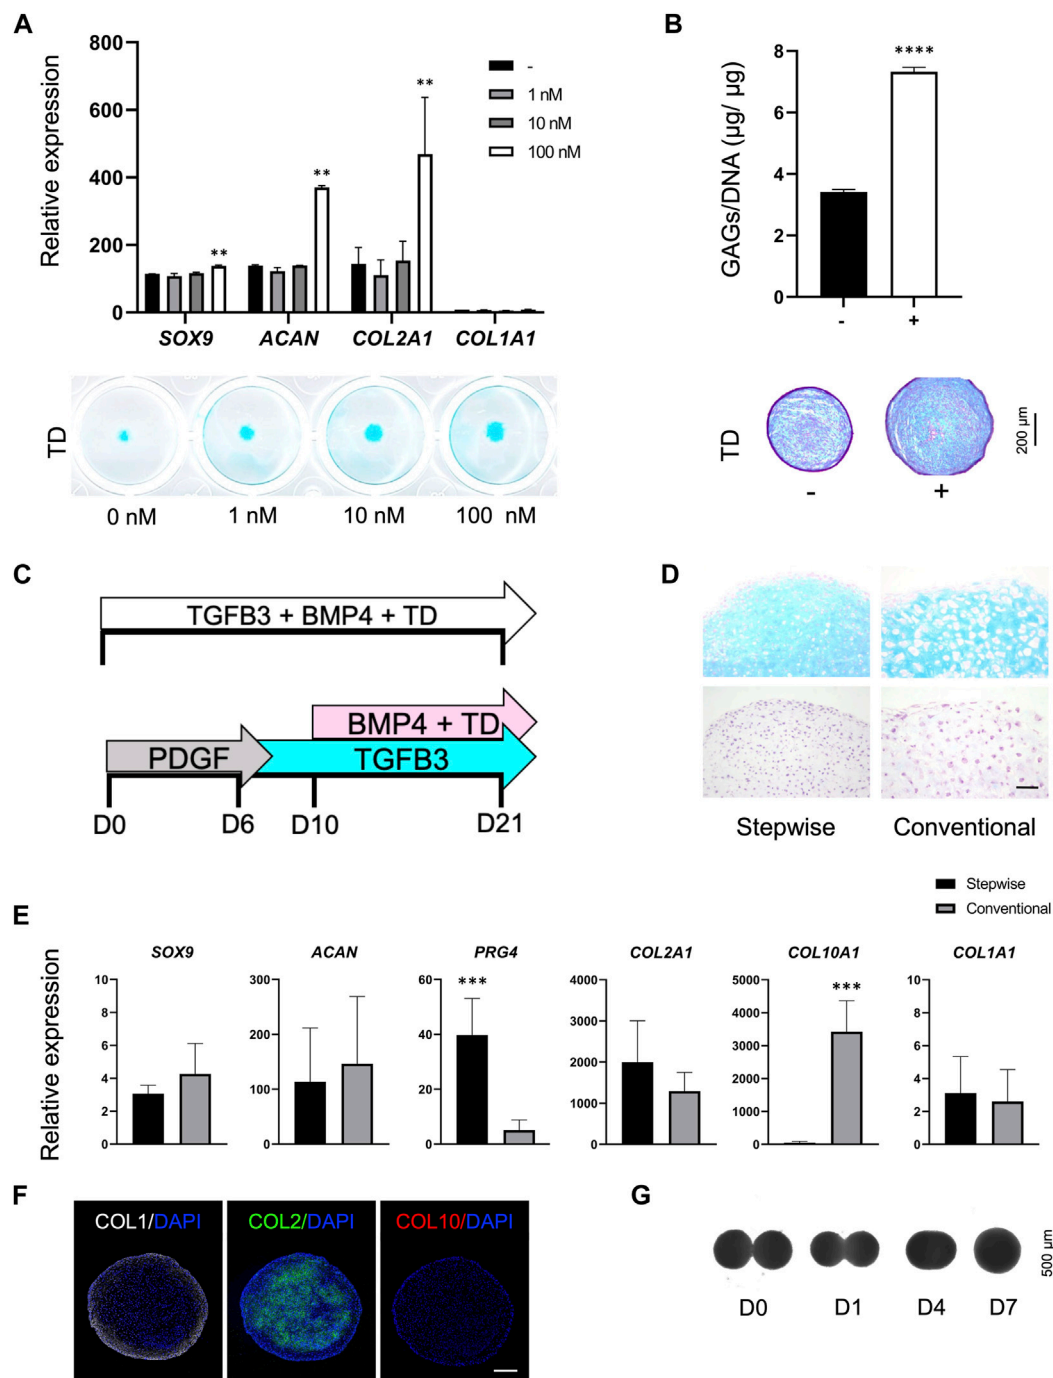 A
Relative expression
800
600
400
200
0
-
1 nM
10 nM
100 nM
**
**
**
SOX9
ACAN
COL2A1
COL1A1
TD
0 nM
1 nM
10 nM
100 nM
B
GAGs/DNA (µg/ µg)
8
6
4
2
0
****
-
+
TD
-
+
200 µm
C
TGFB3 + BMP4 + TD
BMP4 + TD
PDGF
TGFB3
D0
D6
D10
D21
D
Stepwise
Conventional
E
Stepwise
Conventional
Relative expression
SOX9
10
8
6
4
2
0
ACAN
300
200
100
0
PRG4
60
40
20
0
***
COL2A1
4000
3000
2000
1000
0
COL10A1
5000
4000
3000
2000
1000
0
***
COL1A1
10
8
6
4
2
0
F
COL1/DAPI
COL2/DAPI
COL10/DAPI
G
D0
D1
D4
D7
500 µm